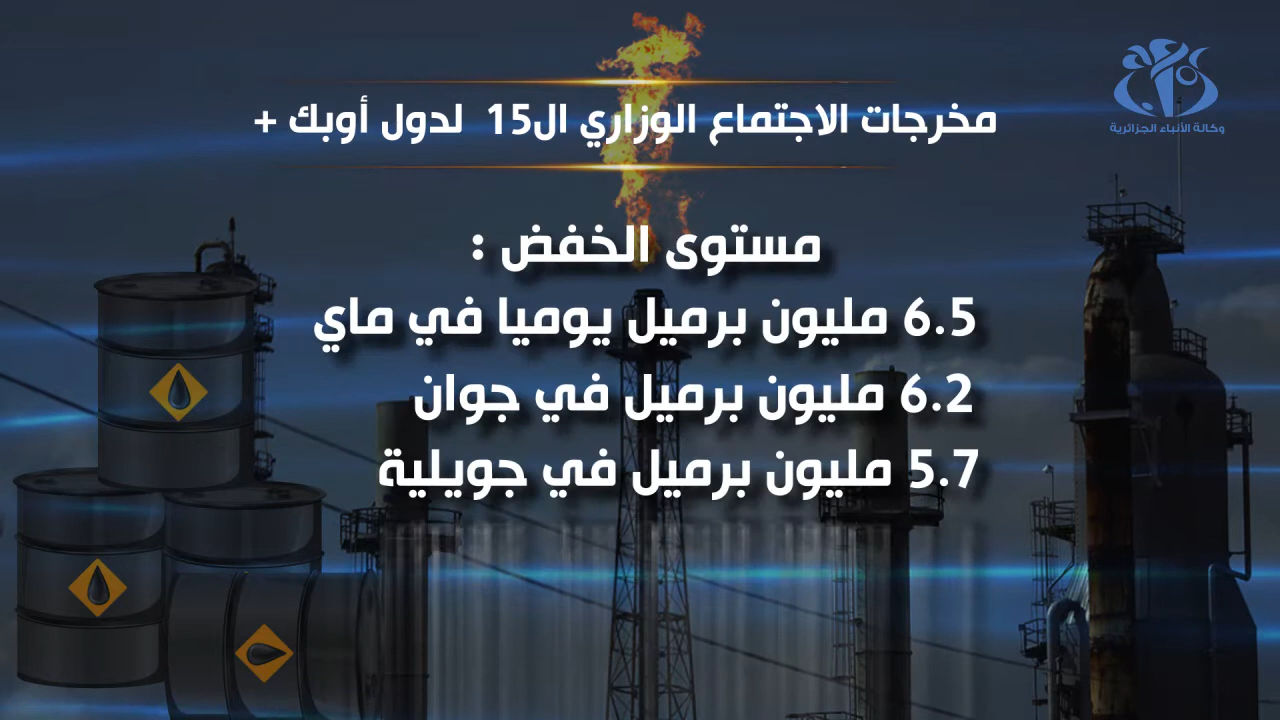 وكالة الأنباء الجزائرية
مخرجات الاجتماع الوزاري ال15 لدول أوبك +
مستوى الخفض :
6.5 مليون برميل يوميا في ماي
6.2 مليون برميل في جوان
5.7 مليون برميل في جويلية